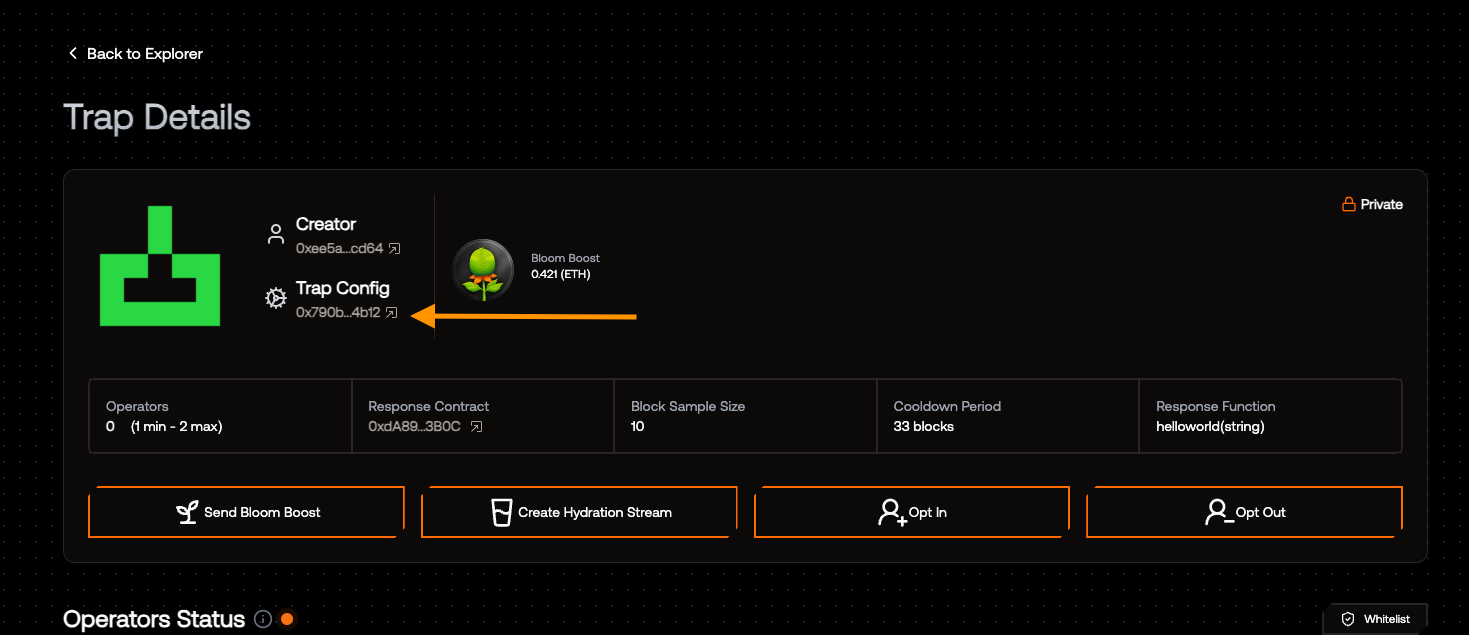 Back to Explorer
Trap Details
Creator
0xee5a...cd64
Trap Config
0x790b...4b12
Bloom Boost
0.421 (ETH)
Private
Operators
0 (1 min - 2 max)
Response Contract
0xdA89...3B0C
Block Sample Size
10
Cooldown Period
33 blocks
Response Function
helloworld(string)
Send Bloom Boost
Create Hydration Stream
Opt In
Opt Out
Operators Status
Whitelist